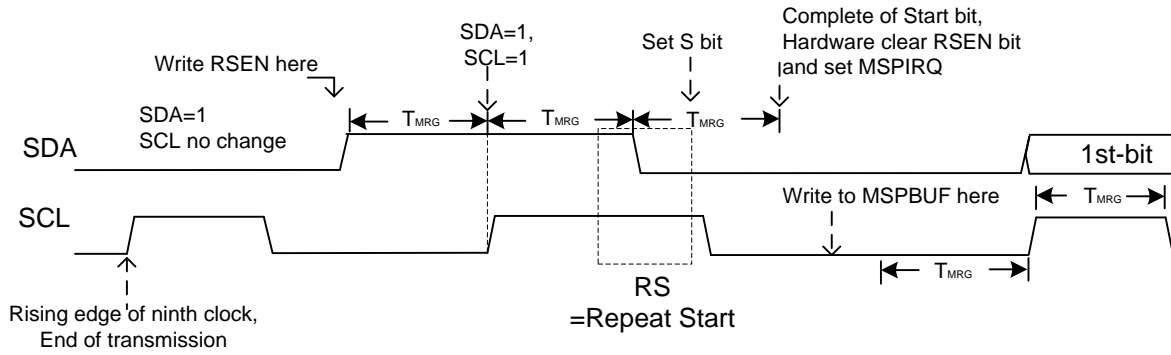 SDA=1,
SCL=1
Set S bit
Complete of Start bit,
Hardware clear RSEN bit
and set MSPIRQ
Write RSEN here
SDA=1
SCL no change
TMRG
TMRG
TMRG
SDA
1st-bit
Write to MSPBUF here
TMRG
SCL
TMRG
RS
=Repeat Start
Rising edge of ninth clock,
End of transmission